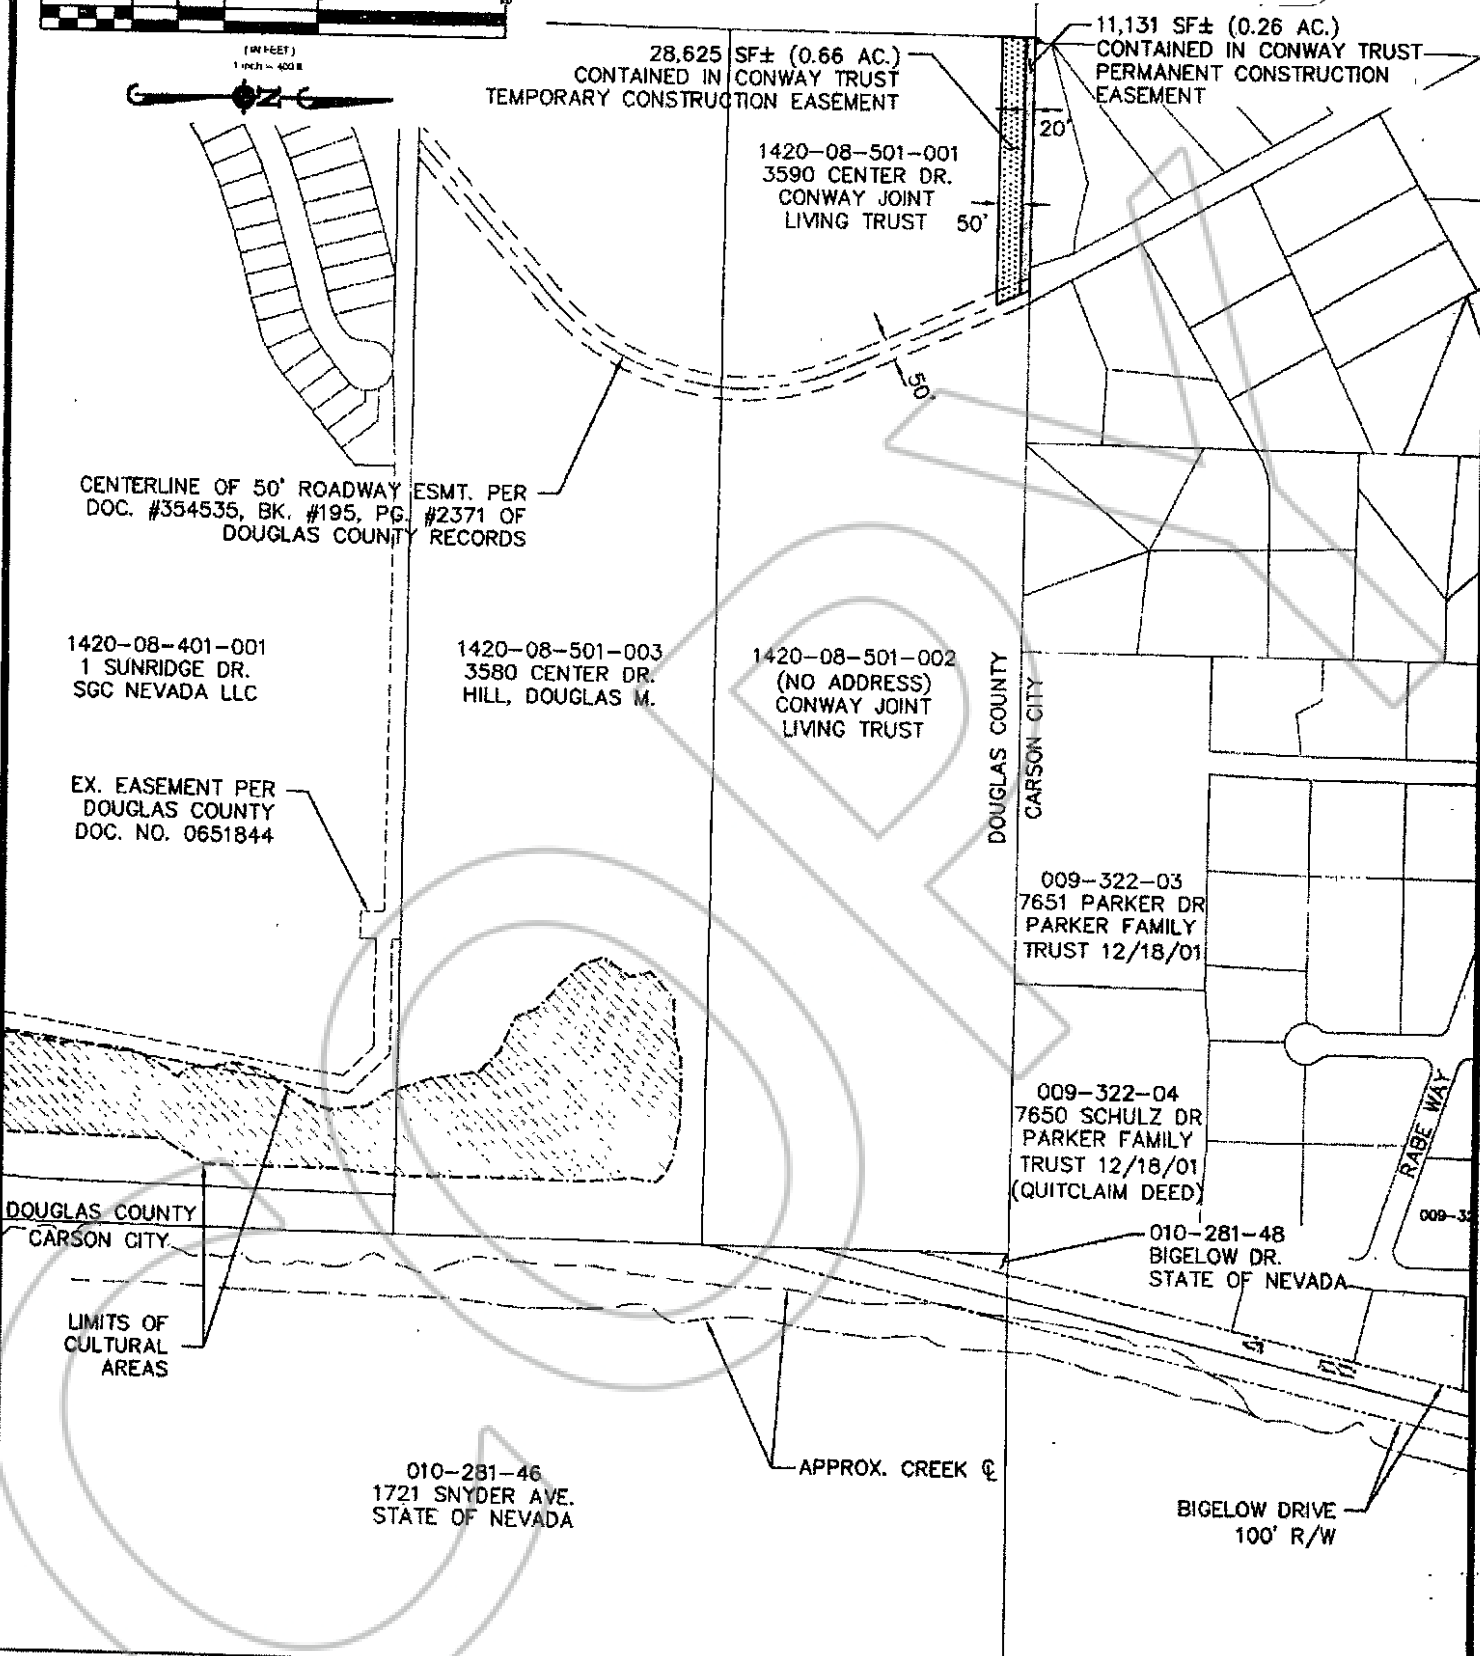 (IN FEET)
1 inch = 400 ft
N
28,625 SF± (0.66 AC.)
CONTAINED IN CONWAY TRUST
TEMPORARY CONSTRUCTION EASEMENT
11,131 SF± (0.26 AC.)
CONTAINED IN CONWAY TRUST
PERMANENT CONSTRUCTION
EASEMENT
20'
1420-08-501-001
3590 CENTER DR.
CONWAY JOINT
LIVING TRUST
50'
50'
CENTERLINE OF 50' ROADWAY ESMT. PER
DOC. #354535, BK. #195, PG. #2371 OF
DOUGLAS COUNTY RECORDS
1420-08-401-001
1 SUNRIDGE DR.
SGC NEVADA LLC
1420-08-501-003
3580 CENTER DR.
HILL, DOUGLAS M.
1420-08-501-002
(NO ADDRESS)
CONWAY JOINT
LIVING TRUST
DOUGLAS COUNTY
CARSON CITY
EX. EASEMENT PER
DOUGLAS COUNTY
DOC. NO. 0651844
009-322-03
7651 PARKER DR
PARKER FAMILY
TRUST 12/18/01
009-322-04
7650 SCHULZ DR
PARKER FAMILY
TRUST 12/18/01
(QUITCLAIM DEED)
RABE WAY
009-32
DOUGLAS COUNTY
CARSON CITY
010-281-48
BIGELOW DR.
STATE OF NEVADA
LIMITS OF
CULTURAL
AREAS
010-281-46
1721 SNYDER AVE.
STATE OF NEVADA
APPROX. CREEK ℄
BIGELOW DRIVE
100' R/W
COPY